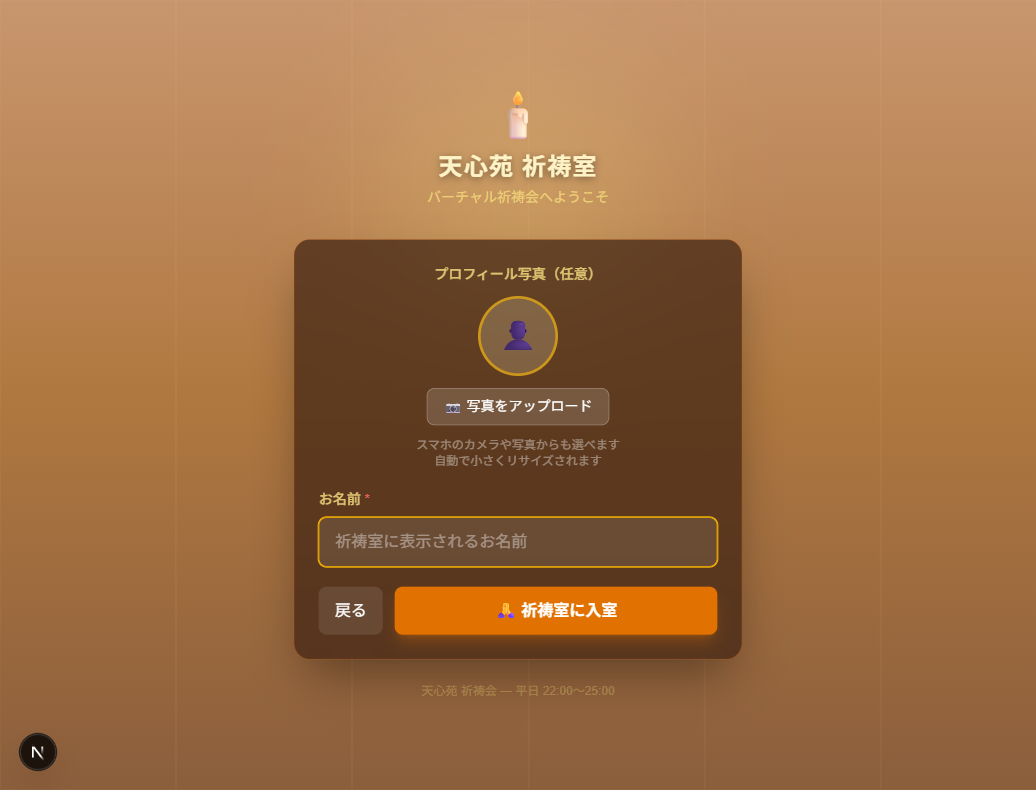 天心苑 祈祷室
バーチャル祈祷会へようこそ
プロフィール写真（任意）
写真をアップロード
スマホのカメラや写真からも選べます
自動で小さくリサイズされます
お名前 *
祈祷室に表示されるお名前
戻る
祈祷室に入室
天心苑 祈祷会 — 平日 22:00〜25:00
N